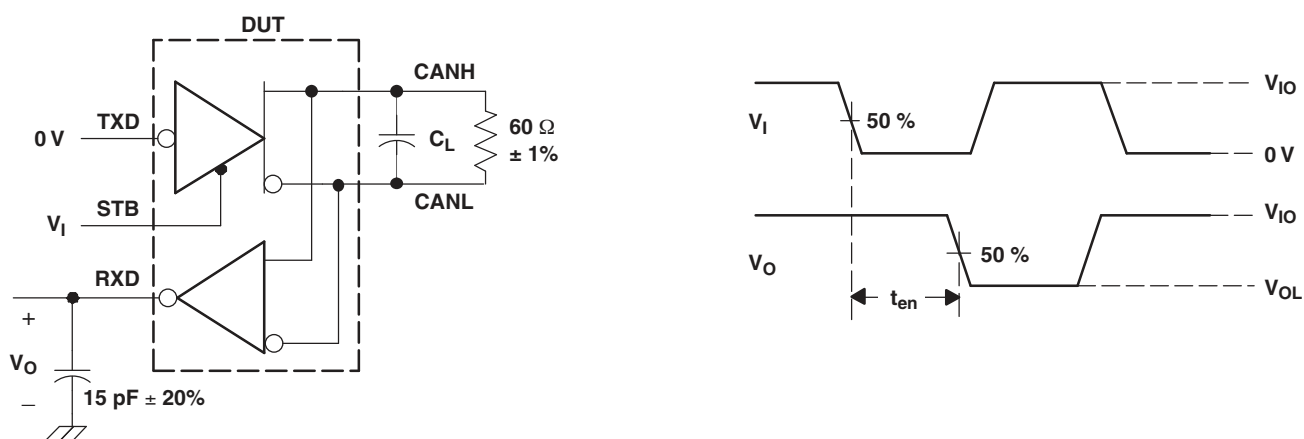 DUT
CANH
0 V
TXD
C_L
60 Ω
± 1%
STB
V_I
CANL
RXD
+
V_O
–
15 pF ± 20%
V_I
50 %
V_IO
0 V
V_O
50 %
V_IO
V_OL
t_en